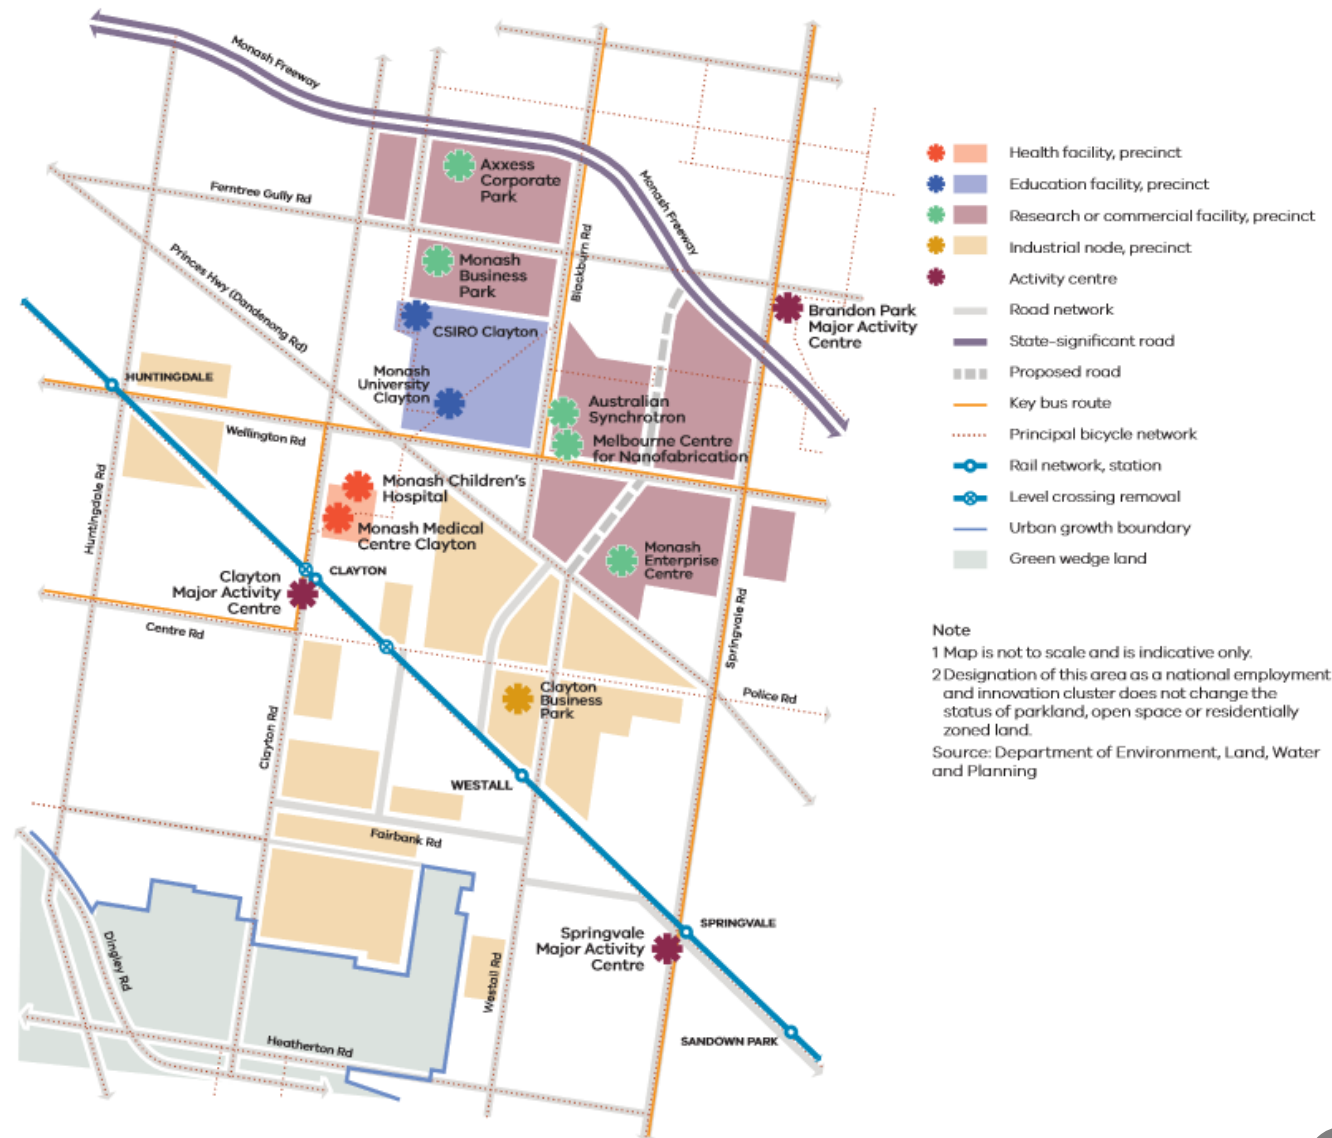 Monash Freeway
Monash Freeway
Axxess
Corporate
Park
Ferntree Gully Rd
Princes Hwy (Dandenong Rd)
Blackburn Rd
Monash
Business
Park
CSIRO Clayton
Brandon Park
Major Activity
Centre
Monash
University
Clayton
HUNTINGDALE
Australian
Synchrotron
Melbourne Centre
for Nanofabrication
Wellington Rd
Huntingdale Rd
Monash Children's
Hospital
Monash Medical
Centre Clayton
Monash
Enterprise
Centre
CLAYTON
Clayton
Major Activity
Centre
Centre Rd
Springvale Rd
Police Rd
Clayton
Business
Park
Clayton Rd
WESTALL
Fairbank Rd
SPRINGVALE
Springvale
Major Activity
Centre
Dingley Rd
Westall Rd
SANDOWN PARK
Heatherton Rd
Health facility, precinct
Education facility, precinct
Research or commercial facility, precinct
Industrial node, precinct
Activity centre
Road network
State-significant road
Proposed road
Key bus route
Principal bicycle network
Rail network, station
Level crossing removal
Urban growth boundary
Green wedge land
Note
1 Map is not to scale and is indicative only.
2 Designation of this area as a national employment
and innovation cluster does not change the
status of parkland, open space or residentially
zoned land.
Source: Department of Environment, Land, Water
and Planning